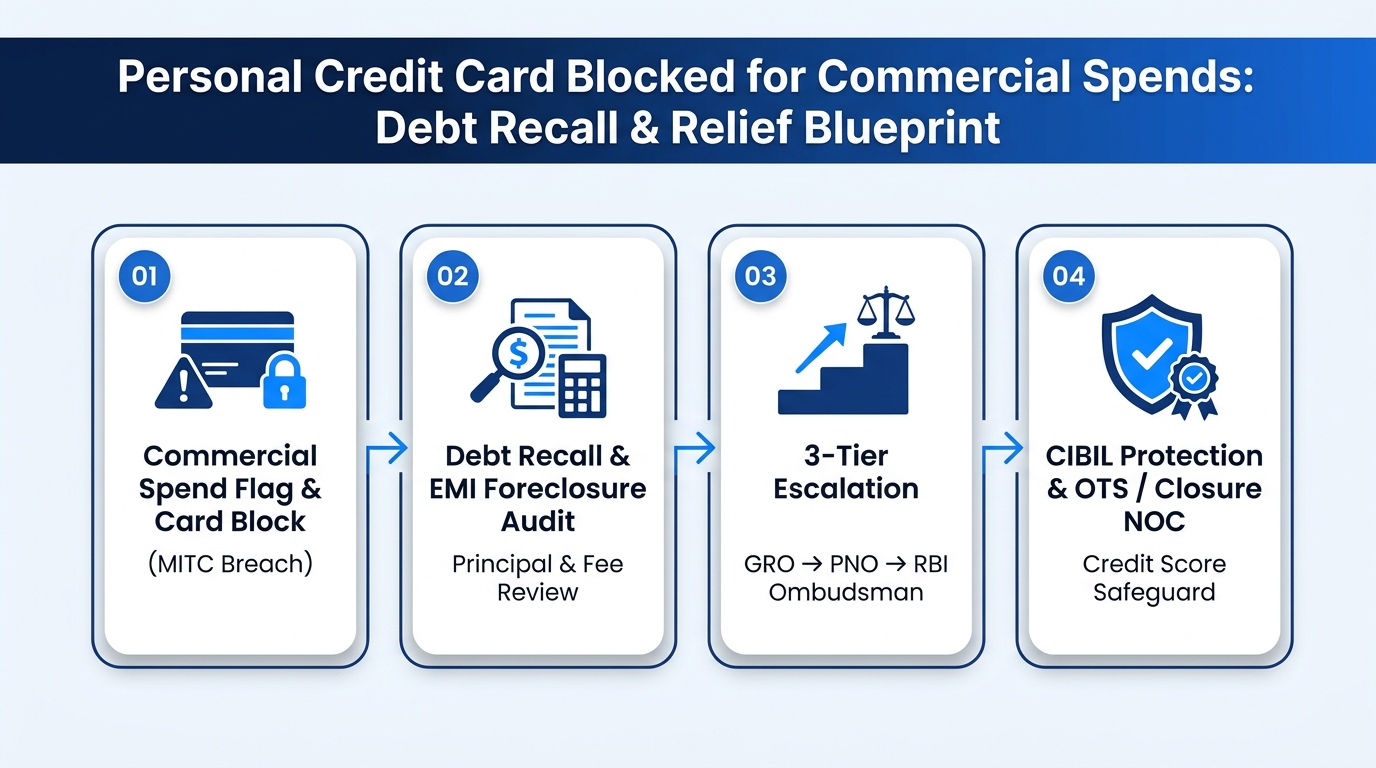 Personal Credit Card Blocked for Commercial Spends:
Debt Recall & Relief Blueprint
01
Commercial
Spend Flag &
Card Block
(MITC Breach)
02
$
Debt Recall &
EMI Foreclosure
Audit
Principal & Fee
Review
03
3-Tier
Escalation
GRO → PNO → RBI
Ombudsman
04
CIBIL Protection
& OTS / Closure
NOC
Credit Score
Safeguard